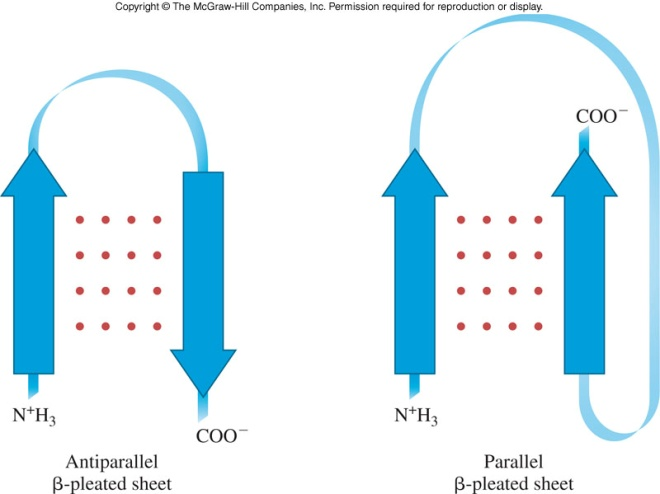 Copyright © The McGraw-Hill Companies, Inc. Permission required for reproduction or display.
COO⁻
N⁺H₃
COO⁻
N⁺H₃
Antiparallel
β-pleated sheet
Parallel
β-pleated sheet